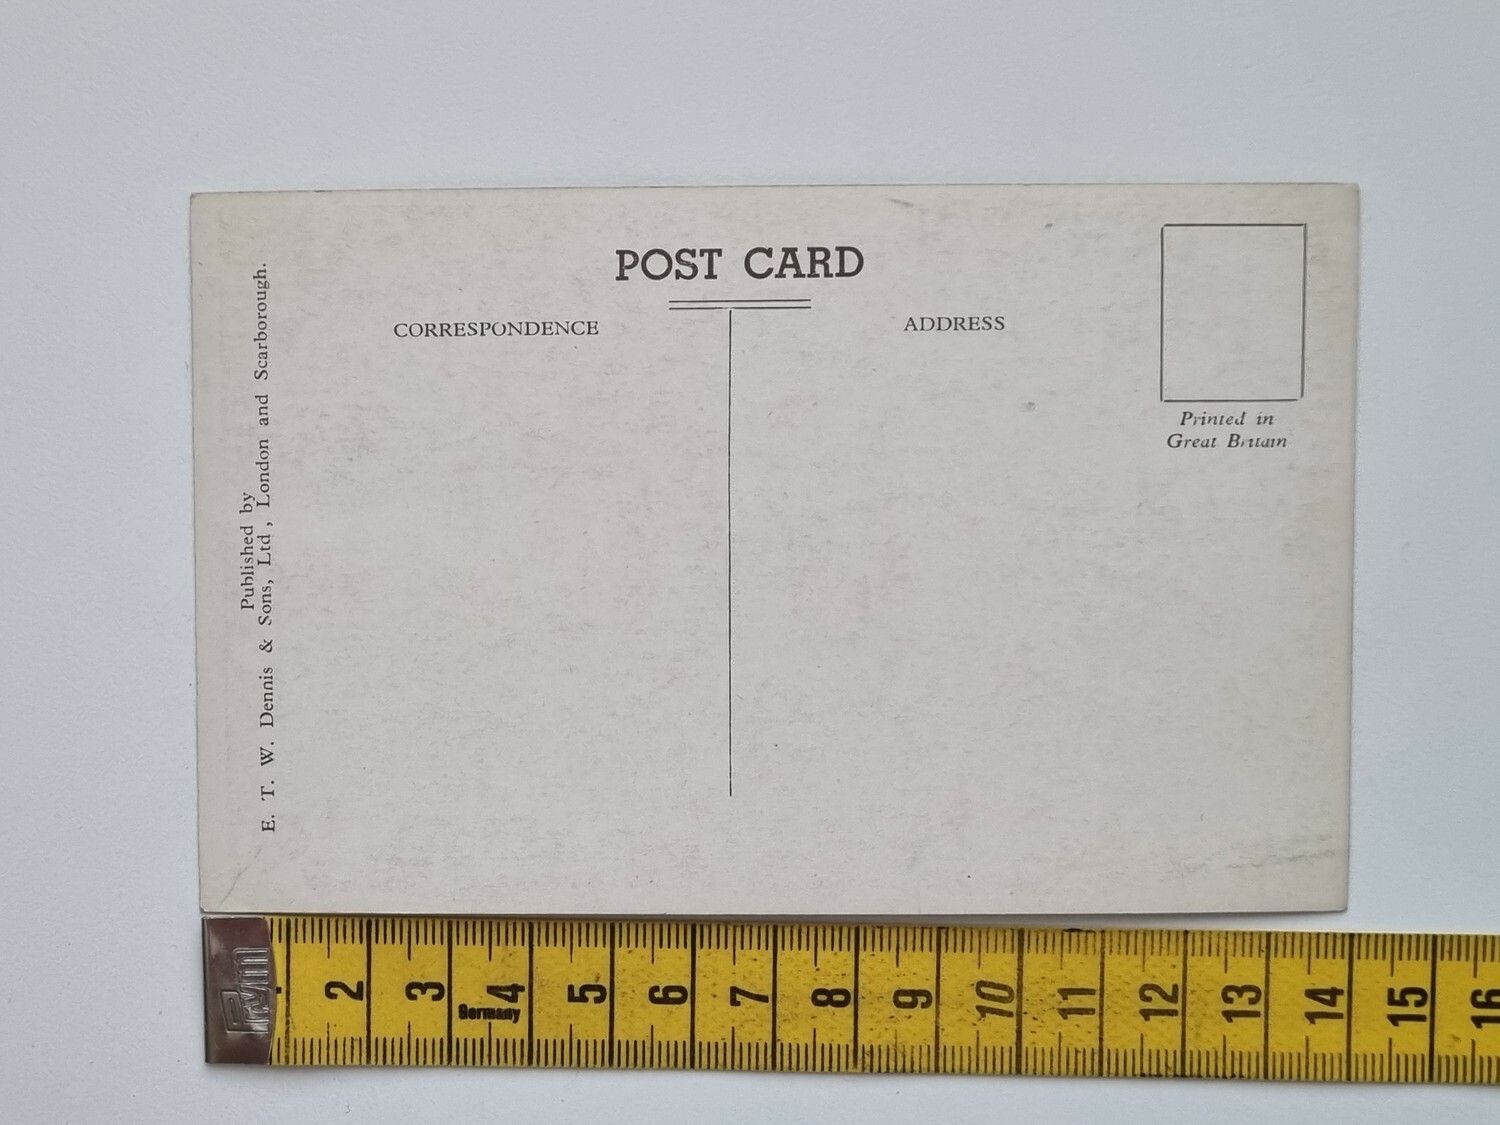 POST CARD
CORRESPONDENCE
ADDRESS
Printed in
Great Britain
Published by
E. T. W. Dennis & Sons, Ltd, London and Scarborough.
Prym
2 3 4 5 6 7 8 9 10 11 12 13 14 15 16
Germany